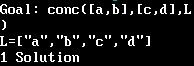 Goal: conc([a,b],[c,d],L
)
L=["a","b","c","d"]
1 Solution